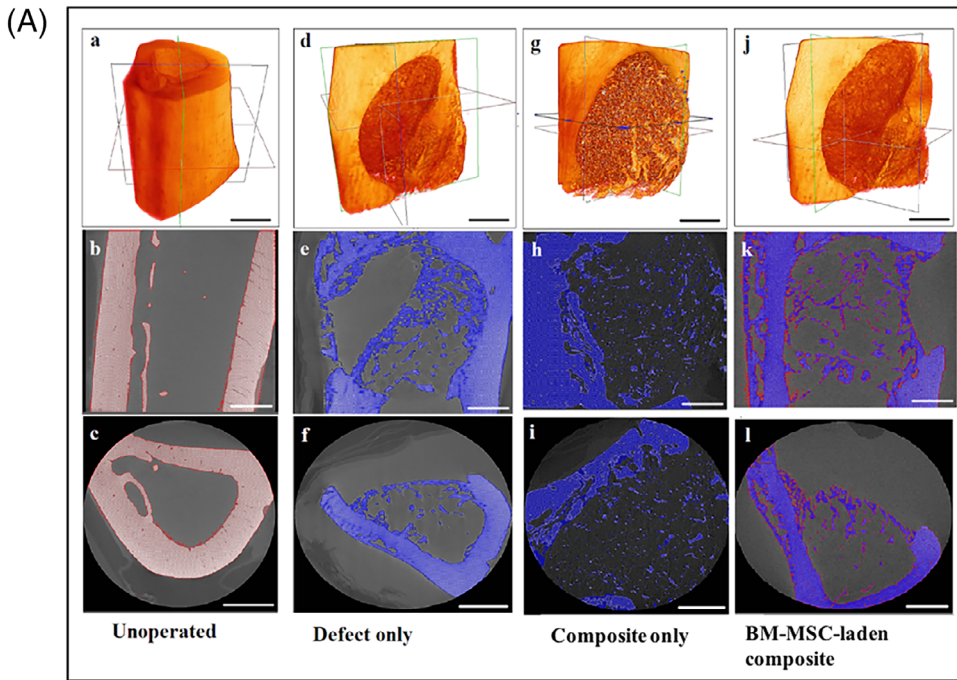 (A)
a
d
g
j
b
e
h
k
c
f
i
l
Unoperated
Defect only
Composite only
BM-MSC-laden
composite